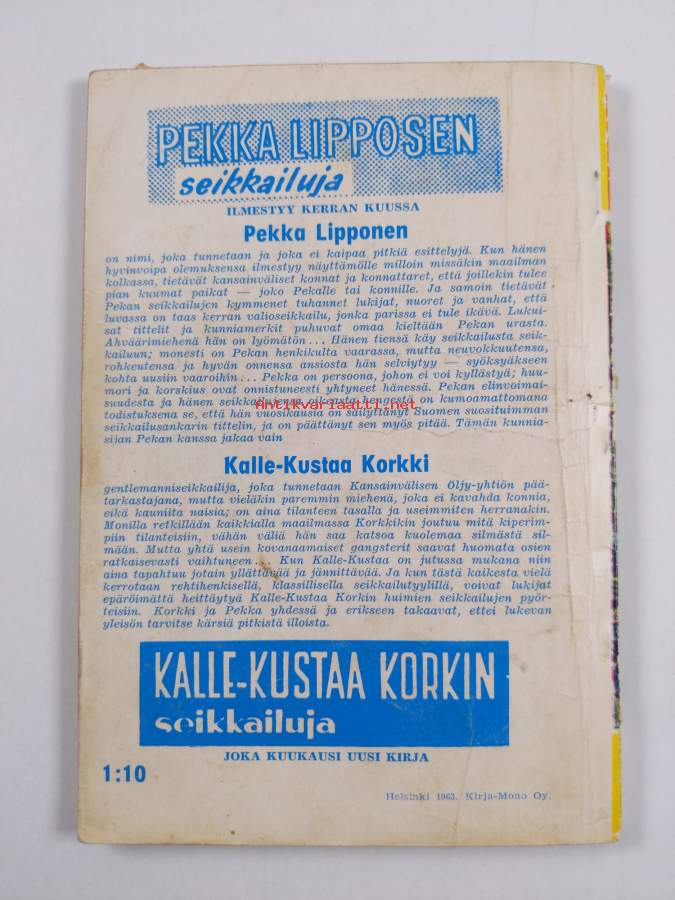 PEKKA LIPPOSEN
seikkailuja
ILMESTYY KERRAN KUUSSA
Pekka Lipponen
on nimi, joka tunnetaan ja joka ei kaipaa pitkiä esittelyjä. Kun hänen
hyvinvoipa olemuksensa ilmestyy näyttämölle milloin missäkin maailman
kolkassa, tietävät kansainväliset konnat ja konnattaret, että joillekin tulee
pian kuumat paikat — joko Pekalle tai konnille. Ja samoin tietävät
Pekan seikkailujen kymmenet tuhannet lukijat, nuoret ja vanhat, että
luvassa on taas kerran valioseikkailu, jonka parissa ei tule ikävä. Lukui-
sat tittelit ja kunniamerkit puhuvat omaa kieltään Pekan urasta.
Ahväärimiehenä hän on lyömätön... Hänen tiensä käy seikkailusta seik-
kailuun; monesti on Pekan henkikulta vaarassa, mutta neuvokkuutensa,
rohkeutensa ja hyvän onnensa ansiosta hän selviytyy — syöksyäkseen
kohta uusiin vaaroihin... Pekka on persoona, johon ei voi kyllästyä; huu-
mori ja korskius ovat onnistuneesti yhtyneet hänessä. Pekan elinvoimai-
suudesta ja hänen seikkailujensa oikeasta hengestä on kumoamattomana
todistuksena se, että hän vuosikausia on säilyttänyt Suomen suosituimman
seikkailusankarin tittelin, ja on päättänyt sen myös pitää. Tämän kunnia-
sijan Pekan kanssa jakaa vain
Antikvariaatti.net
Kalle-Kustaa Korkki
gentlemanniseikkailija, joka tunnetaan Kansainvälisen Öljy-yhtiön pää-
tarkastajana, mutta vieläkin paremmin miehenä, joka ei kavahda konnia,
eikä kauniita naisia; on aina tilanteen tasalla ja useimmiten herranakin.
Monilla retkillään kaikkialla maailmassa Korkkikin joutuu mitä kiperim-
piin tilanteisiin, vähän väliä hän saa katsoa kuolemaa silmästä sil-
mään. Mutta yhtä usein kovanaamaiset gangsterit saavat huomata osien
ratkaisevasti vaihtuneen... Kun Kalle-Kustaa on jutussa mukana niin
aina tapahtuu jotain yllättävää ja jännittävää. Ja kun tästä kaikesta vielä
kerrotaan rehtihenkisellä, klassillisella seikkailutyylillä, voivat lukijat
epäröimättä heittäytyä Kalle-Kustaa Korkin huimien seikkailujen pyör-
teisiin. Korkki ja Pekka yhdessä ja erikseen takaavat, ettei lukevan
yleisön tarvitse kärsiä pitkistä illoista.
KALLE-KUSTAA KORKIN
seikkailuja
JOKA KUUKAUSI UUSI KIRJA
1:10
Helsinki 1963. Kirja-Mono Oy.